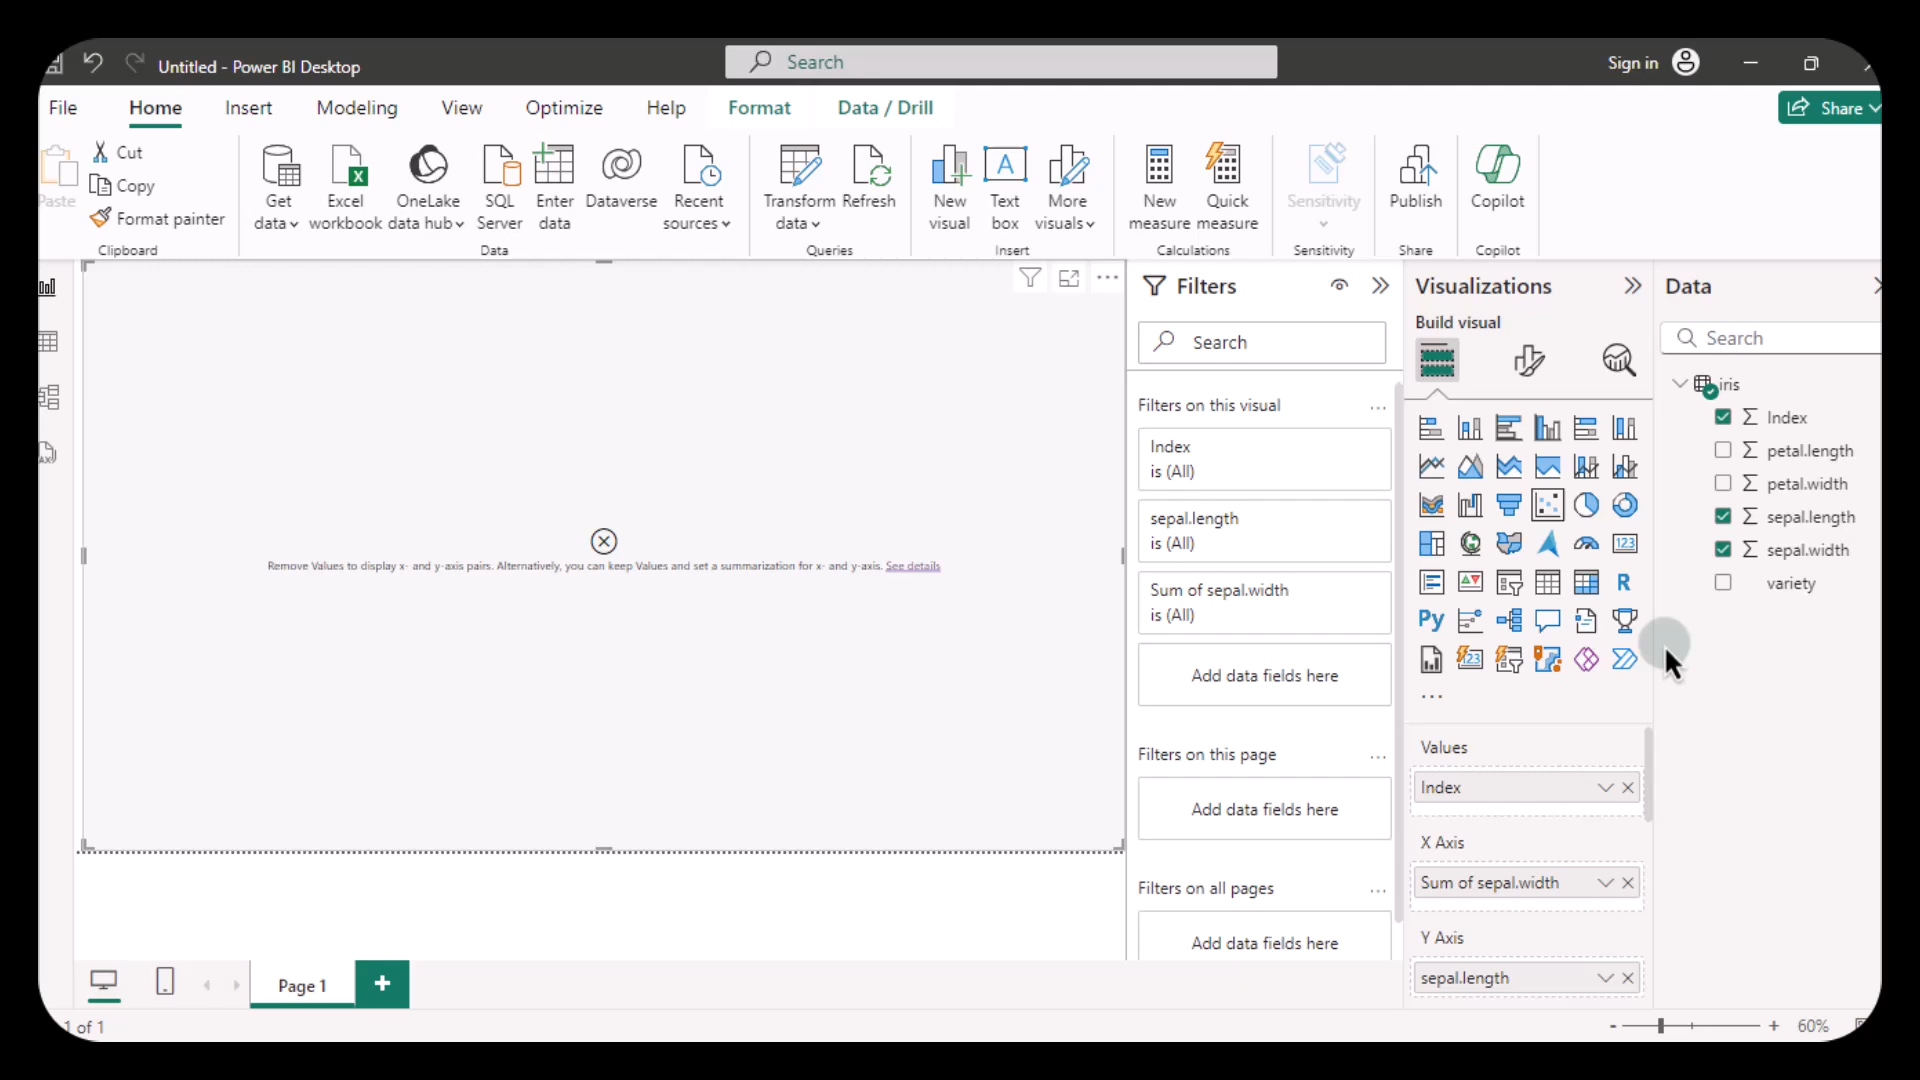 Untitled - Power BI Desktop
Search
Sign in
File
Home
Insert
Modeling
View
Optimize
Help
Format
Data / Drill
Share
Paste
Cut
Copy
Format painter
Clipboard
Get
data
Excel
workbook
OneLake
data hub
SQL
Server
Enter
data
Dataverse
Recent
sources
Data
Transform
data
Refresh
Queries
New
visual
A
Text
box
More
visuals
Insert
New
measure
Quick
measure
Calculations
Sensitivity
Sensitivity
Publish
Share
Copilot
Copilot
Remove Values to display x- and y-axis pairs. Alternatively, you can keep Values and set a summarization for x- and y-axis. See details
Filters
Search
Filters on this visual
Index
is (All)
sepal.length
is (All)
Sum of sepal.width
is (All)
Add data fields here
Filters on this page
Add data fields here
Filters on all pages
Add data fields here
Visualizations
Build visual
123
R
Py
123
Values
Index
X Axis
Sum of sepal.width
Y Axis
sepal.length
Data
Search
iris
Index
petal.length
petal.width
sepal.length
sepal.width
variety
Page 1
1 of 1
60%